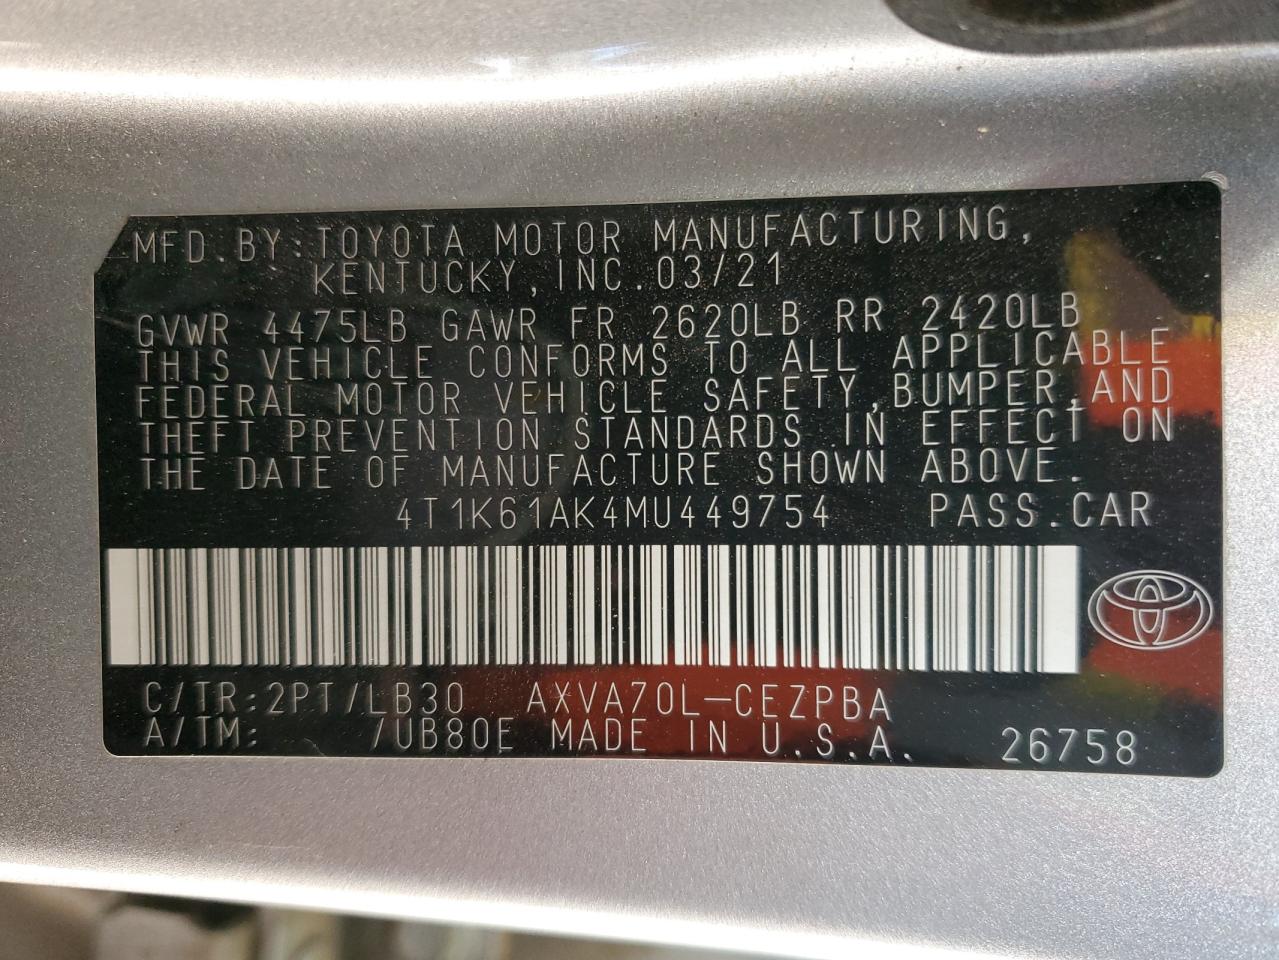 MFD.BY:TOYOTA MOTOR MANUFACTURING,
KENTUCKY,INC.03/21
GVWR 4475LB GAWR FR 2620LB RR 2420LB
THIS VEHICLE CONFORMS TO ALL APPLICABLE
FEDERAL MOTOR VEHICLE SAFETY,BUMPER,AND
THEFT PREVENTION STANDARDS IN EFFECT ON
THE DATE OF MANUFACTURE SHOWN ABOVE.
4T1K61AK4MU449754 PASS.CAR
C/TR:2PT/LB30 AXVA70L-CEZPBA
A/TM: /UB80E MADE IN U.S.A. 26758